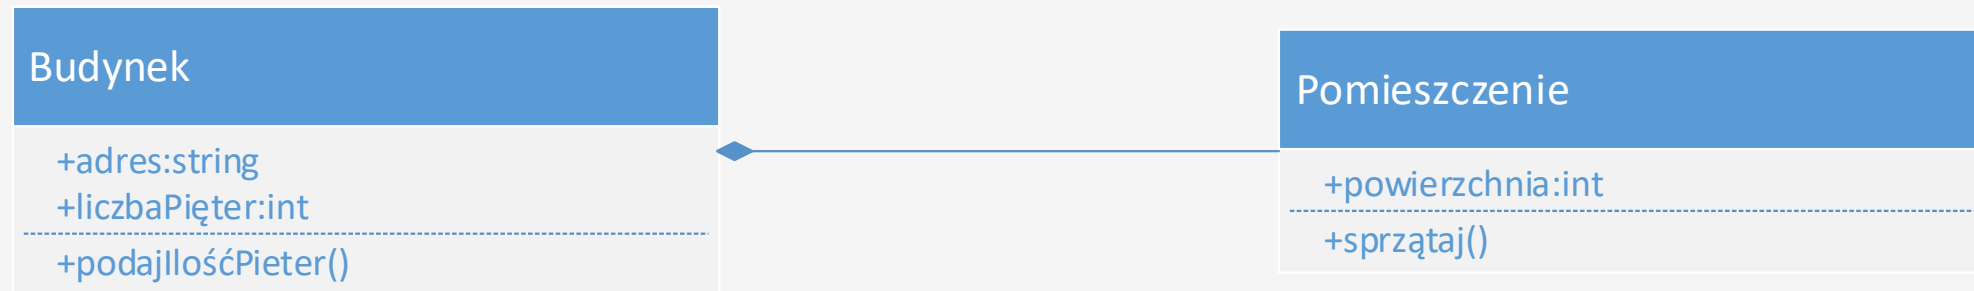 Budynek
+adres:string
+liczbaPięter:int
+podajIlośćPieter()
Pomieszczenie
+powierzchnia:int
+sprzątaj()